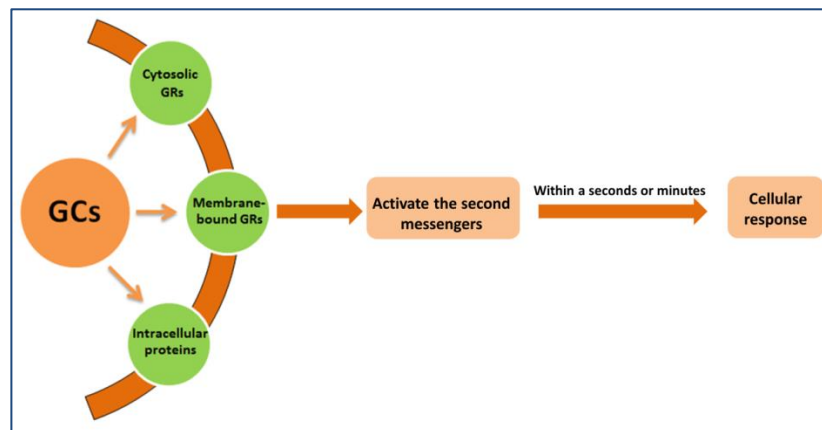 Cytosolic
GRs
GCs
Membrane-
bound GRs
Intracellular
proteins
Activate the second
messengers
Within a seconds or minutes
Cellular
response